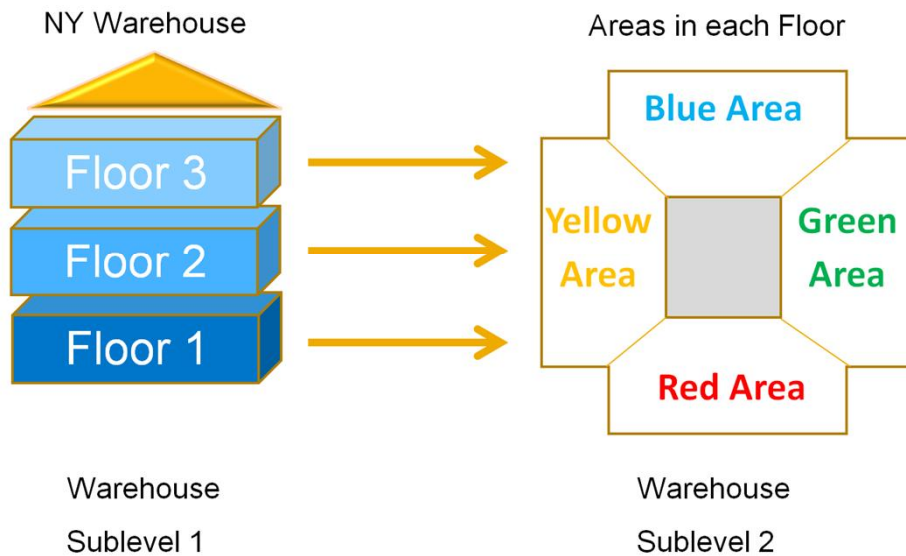 NY Warehouse
Floor 3
Floor 2
Floor 1
Warehouse
Sublevel 1
Areas in each Floor
Blue Area
Yellow
Area
Green
Area
Red Area
Warehouse
Sublevel 2